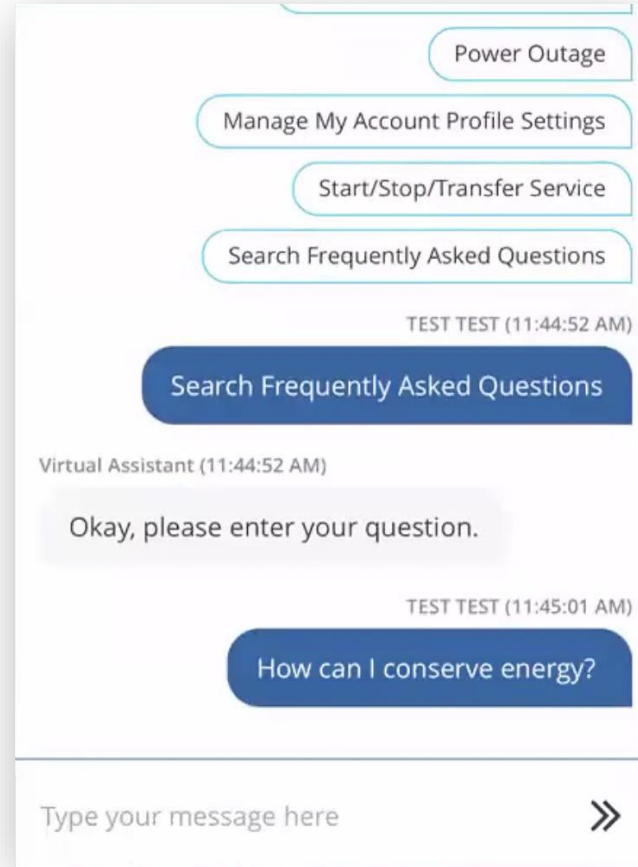 Power Outage
Manage My Account Profile Settings
Start/Stop/Transfer Service
Search Frequently Asked Questions
TEST TEST (11:44:52 AM)
Search Frequently Asked Questions
Virtual Assistant (11:44:52 AM)
Okay, please enter your question.
TEST TEST (11:45:01 AM)
How can I conserve energy?
Type your message here